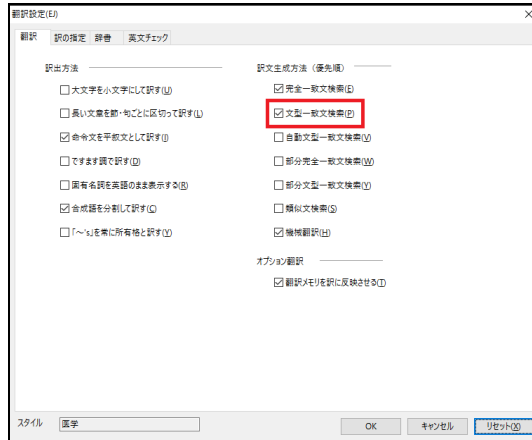 翻訳設定(EJ)
翻訳 訳の指定 辞書 英文チェック
訳出方法
大文字を小文字にして訳す(U)
長い文章を節・句ごとに区切って訳す(L)
命令文を平叙文として訳す(I)
ですます調で訳す(D)
固有名詞を英語のまま表示する(R)
合成語を分割して訳す(C)
「～'s」を常に所有格と訳す(Y)
訳文生成方法（優先順）
完全一致文検索(E)
文型一致文検索(P)
自動文型一致文検索(V)
部分完全一致文検索(W)
部分文型一致文検索(Y)
類似文検索(S)
機械翻訳(H)
オプション翻訳
翻訳メモリを訳に反映させる(T)
スタイル 医学
OK キャンセル リセット(X)